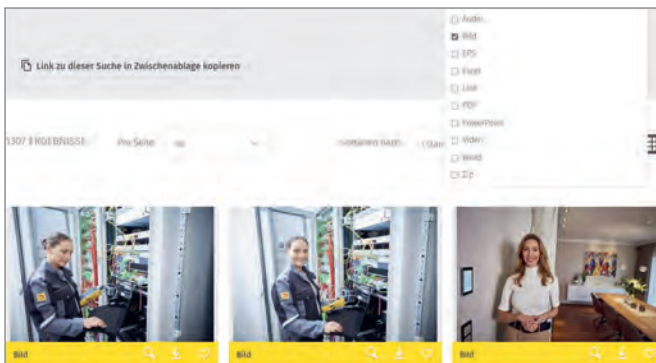 Audio
Bild
EPS
Link zu dieser Suche in Zwischenablage kopieren
Excel
Link
PDF
PowerPoint
1307 ERGEBNISSE
Pro Seite
Sortieren nach
Video
Word
Zip
Bild
Bild
Bild